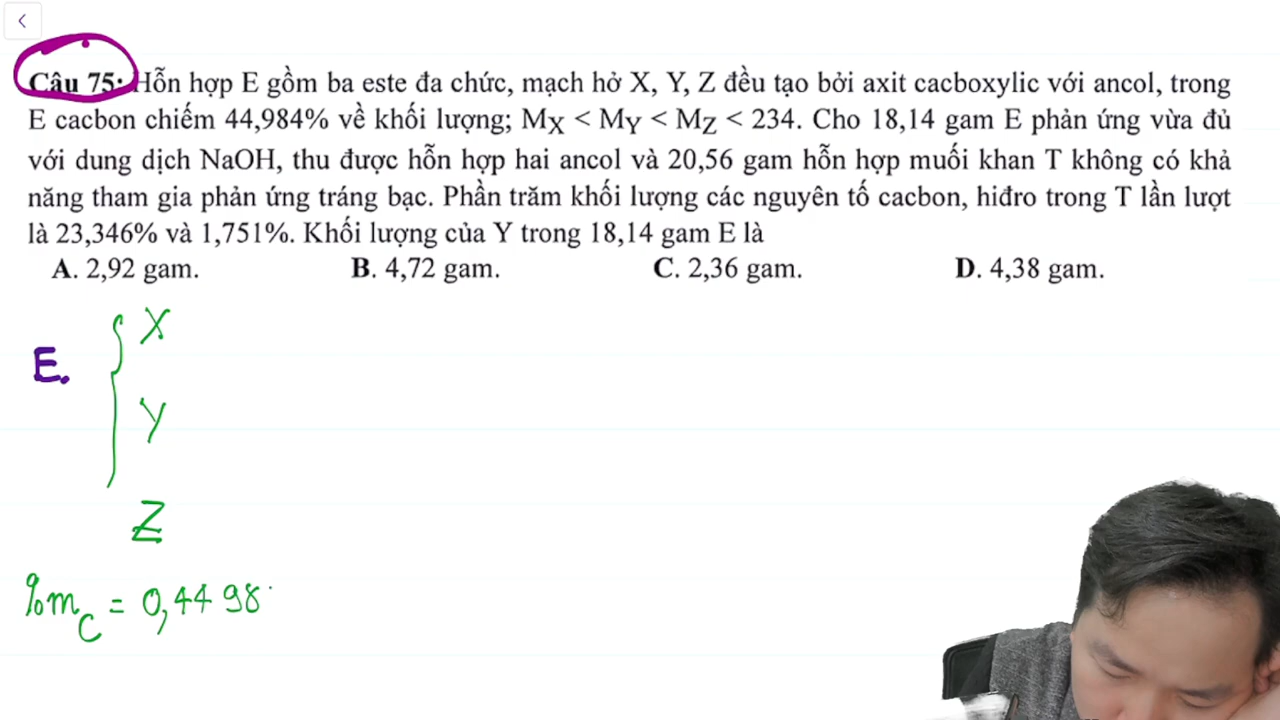 Câu 75: Hỗn hợp E gồm ba este đa chức, mạch hở X, Y, Z đều tạo bởi axit cacboxylic với ancol, trong
E cacbon chiếm 44,984% về khối lượng; MX < MY < MZ < 234. Cho 18,14 gam E phản ứng vừa đủ
với dung dịch NaOH, thu được hỗn hợp hai ancol và 20,56 gam hỗn hợp muối khan T không có khả
năng tham gia phản ứng tráng bạc. Phần trăm khối lượng các nguyên tố cacbon, hiđro trong T lần lượt
là 23,346% và 1,751%. Khối lượng của Y trong 18,14 gam E là
A. 2,92 gam. B. 4,72 gam. C. 2,36 gam. D. 4,38 gam.
X
E.
Y
Z
%mC = 0,4498